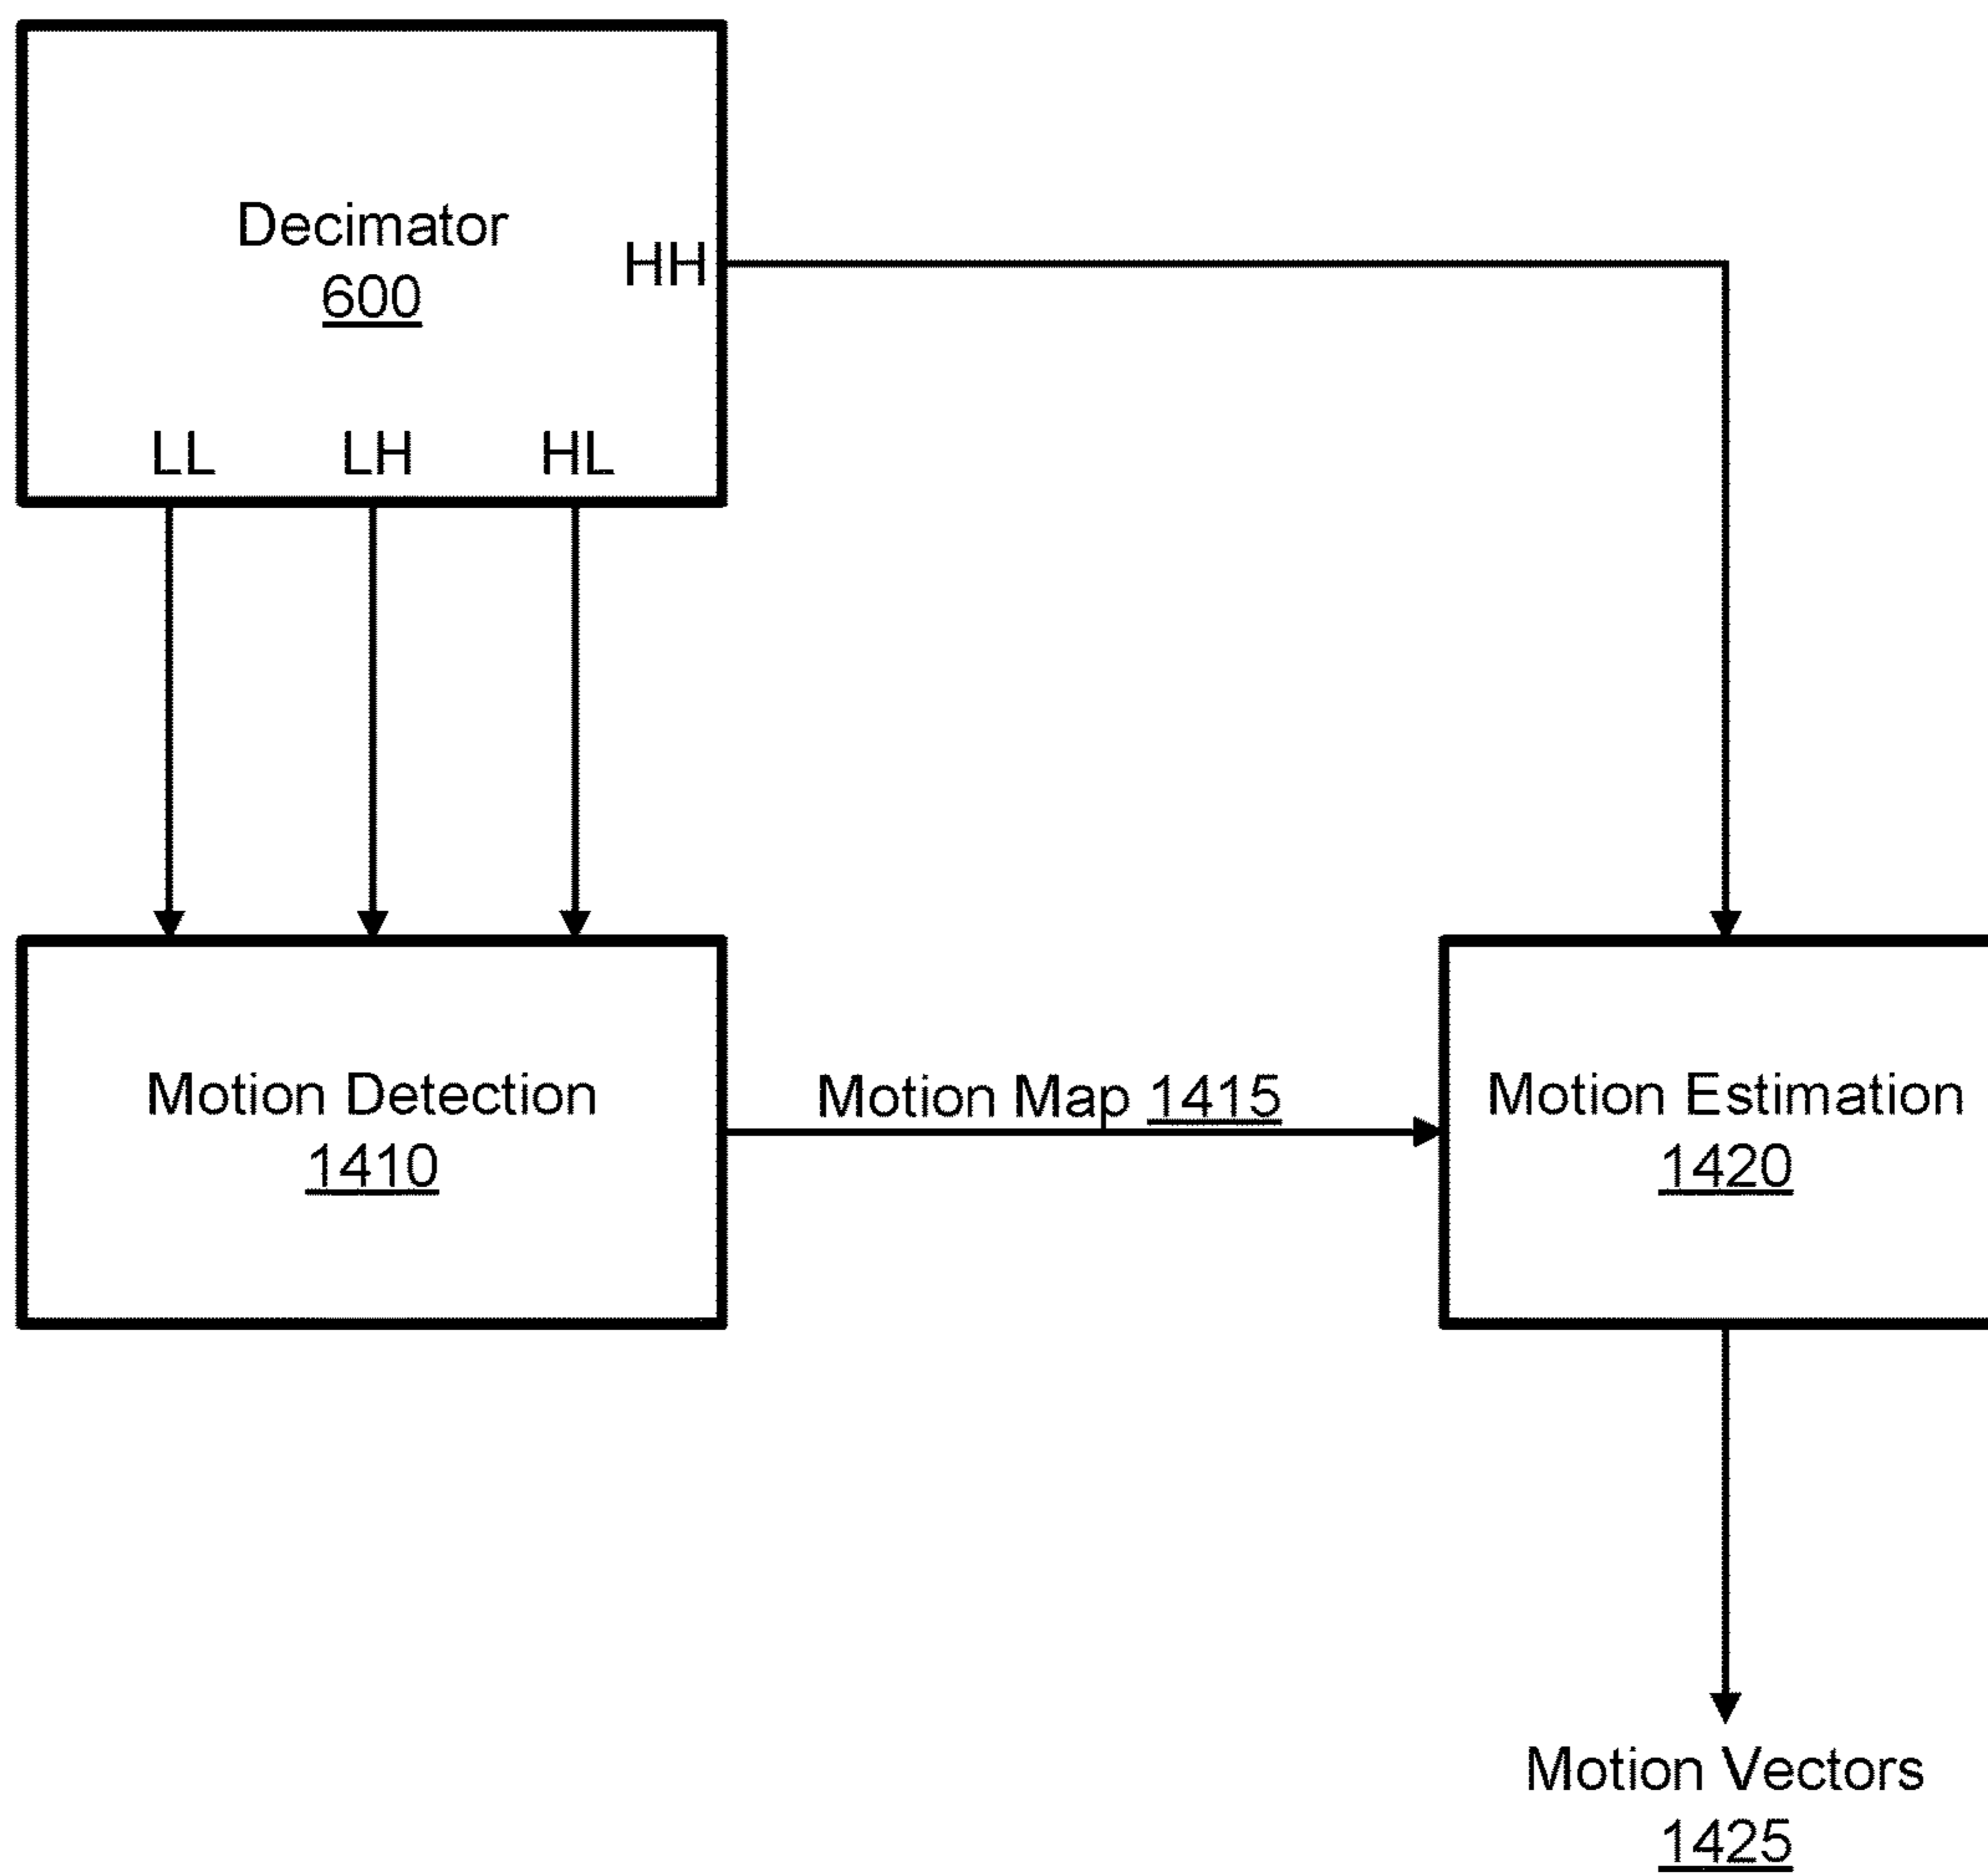 Decimator
600
HH
LL LH HL
Motion Detection
1410
Motion Map 1415
Motion Estimation
1420
Motion Vectors
1425